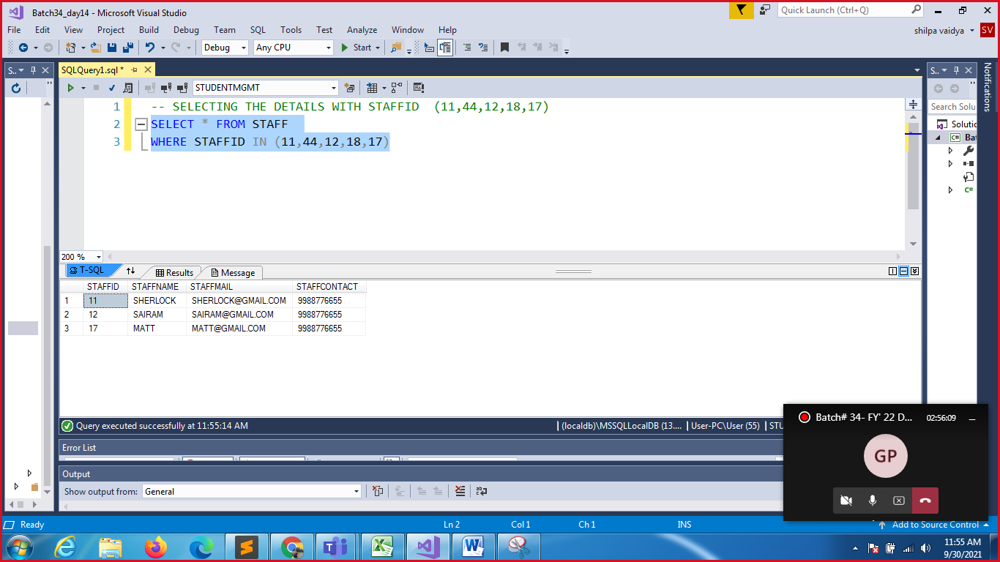 Batch34_day14 - Microsoft Visual Studio
Quick Launch (Ctrl+Q)
File Edit View Project Build Debug Team SQL Tools Test Analyze Window Help
shilpa vaidya SV
Debug Any CPU Start
S..
SQLQuery1.sql *
S..
Notifications
STUDENTMGMT
Search Solu
1 -- SELECTING THE DETAILS WITH STAFFID (11,44,12,18,17)
2 SELECT * FROM STAFF
3 WHERE STAFFID IN (11,44,12,18,17)
Solutic
C# Bat
C#
200 %
T-SQL Results Message
STAFFID STAFFNAME STAFFMAIL STAFFCONTACT
1 11 SHERLOCK SHERLOCK@GMAIL.COM 9988776655
2 12 SAIRAM SAIRAM@GMAIL.COM 9988776655
3 17 MATT MATT@GMAIL.COM 9988776655
Query executed successfully at 11:55:14 AM
(localdb)\MSSQLLocalDB (13.... User-PC\User (55) STU
Batch# 34- FY' 22 D... 02:56:09
GP
Error List
Output
Show output from: General
Ready Ln 2 Col 1 Ch 1 INS Add to Source Control
11:55 AM
9/30/2021